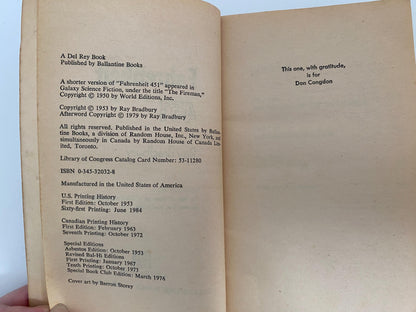 A Del Rey Book
Published by Ballantine Books
A shorter version of "Fahrenheit 451" appeared
in Galaxy Science Fiction, under the title "The Fireman,"
Copyright © 1950 by World Editions, Inc.
Copyright © 1953 by Ray Bradbury
Afterword Copyright © 1979 by Ray Bradbury
All rights reserved. Published in the United States by Ballan-
tine Books, a division of Random House, Inc., New York, and
simultaneously in Canada by Random House of Canada Lim-
ited, Toronto.
Library of Congress Catalog Card Number: 53-11280
ISBN 0-345-32032-8
Manufactured in the United States of America
U.S. Printing History
First Edition: October 1953
Sixty-first Printing: June 1984
Canadian Printing History
First Edition: February 1963
Seventh Printing: October 1972
Special Editions
Asbestos Edition: October 1953
Revised Bal-Hi Editions
First Printing: January 1967
Tenth Printing: October 1973
Special Book Club Edition: March 1976
Cover art by Barron Storey
This one, with gratitude,
is for
Don Congdon